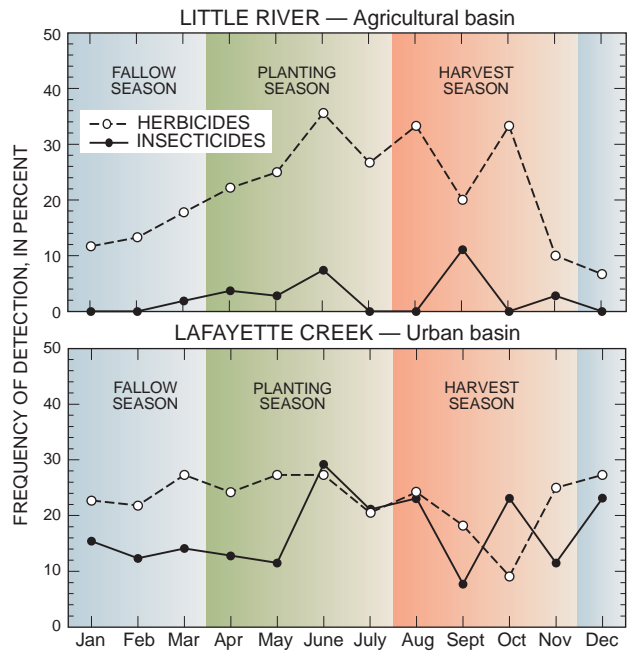 LITTLE RIVER — Agricultural basin
50
40
30
20
10
0
FALLOW
SEASON
PLANTING
SEASON
HARVEST
SEASON
HERBICIDES
INSECTICIDES
FREQUENCY OF DETECTION, IN PERCENT
LAFAYETTE CREEK — Urban basin
50
40
30
20
10
0
FALLOW
SEASON
PLANTING
SEASON
HARVEST
SEASON
Jan Feb Mar Apr May June July Aug Sept Oct Nov Dec